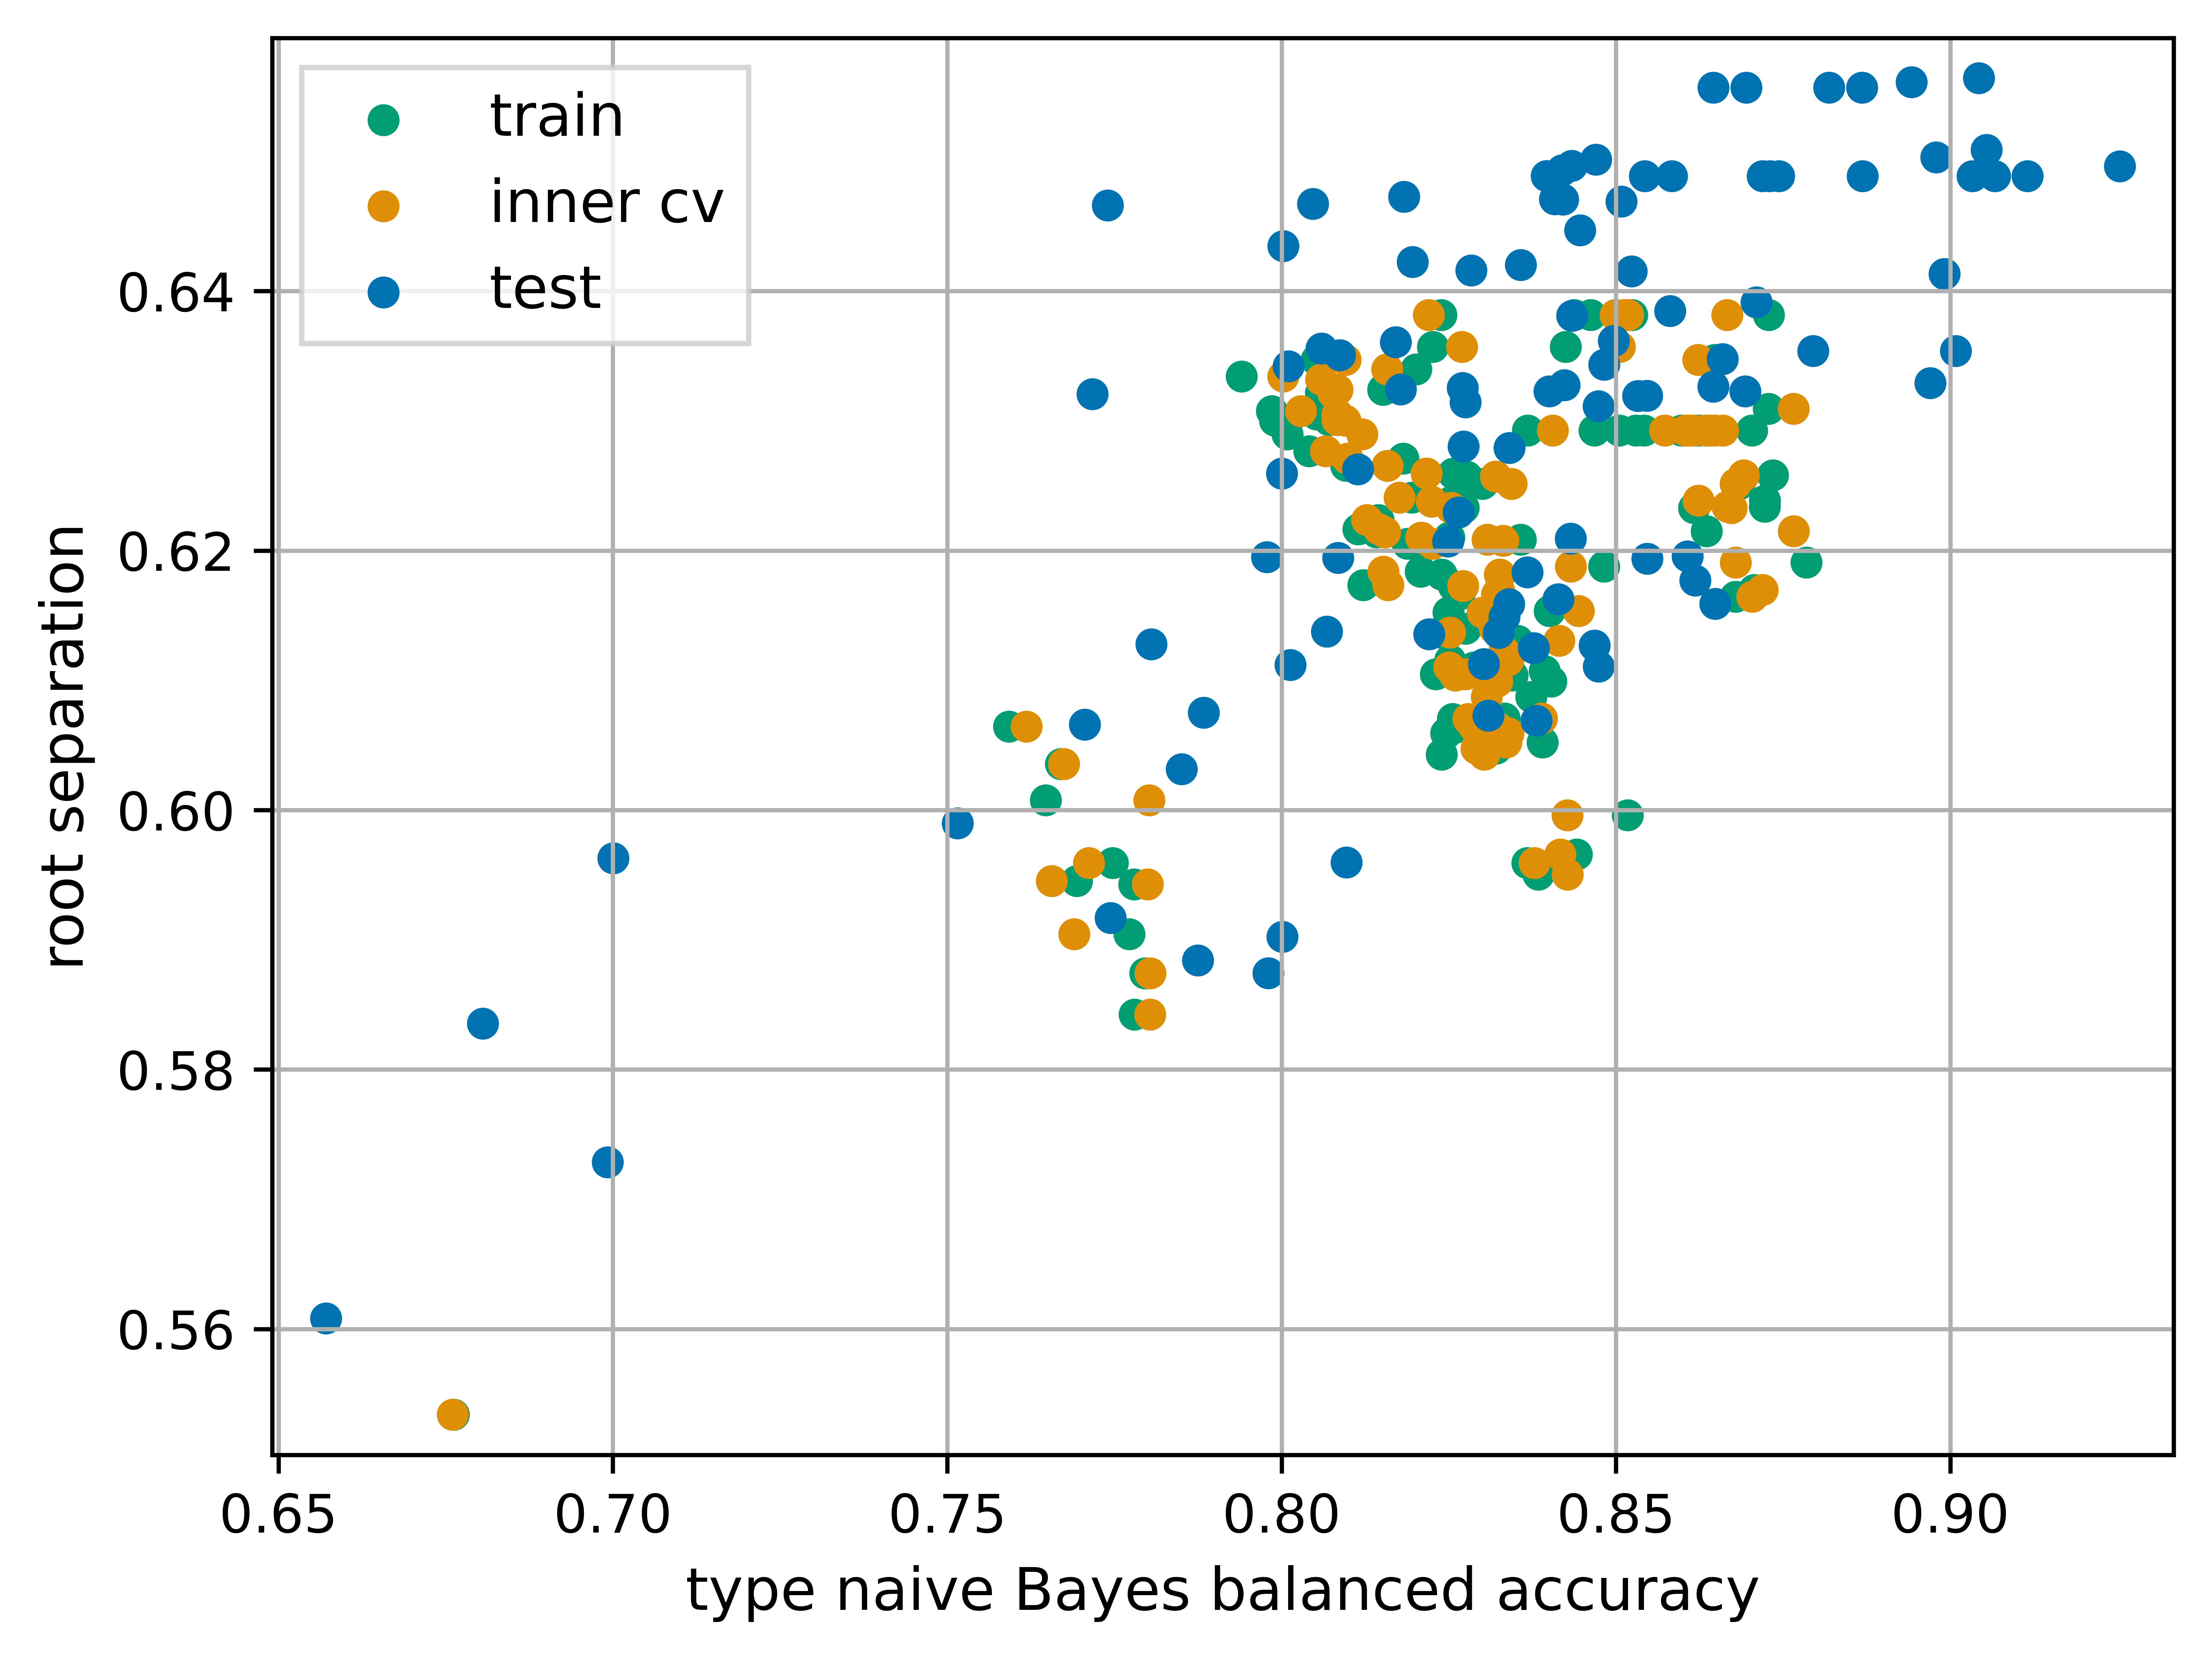 train
inner cv
test
0.64
0.62
0.60
0.58
0.56
root separation
0.65
0.70
0.75
0.80
0.85
0.90
type naive Bayes balanced accuracy